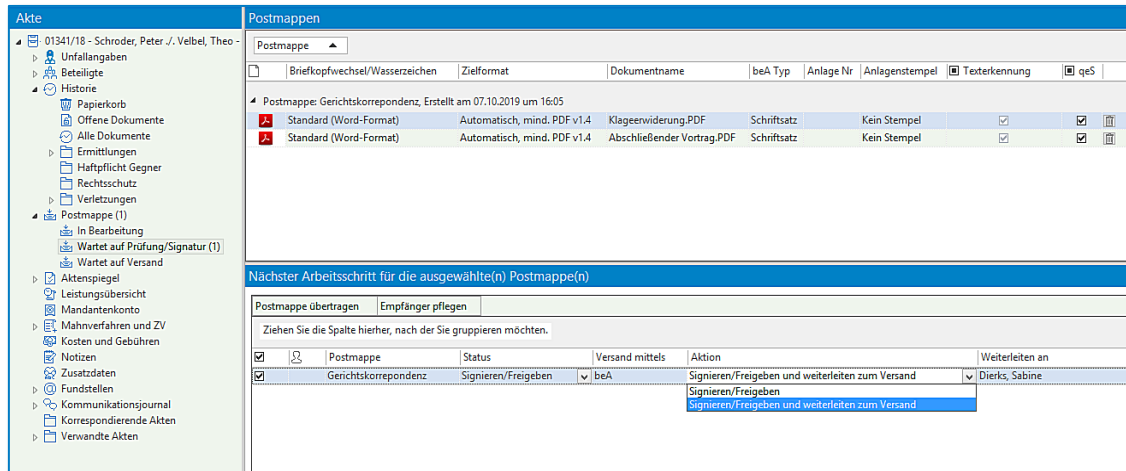 Akte
01341/18 - Schroder, Peter ./. Velbel, Theo -
Unfallangaben
Beteiligte
Historie
Papierkorb
Offene Dokumente
Alle Dokumente
Ermittlungen
Haftpflicht Gegner
Rechtsschutz
Verletzungen
Postmappe (1)
In Bearbeitung
Wartet auf Prüfung/Signatur (1)
Wartet auf Versand
Aktenspiegel
Leistungsübersicht
Mandantenkonto
Mahnverfahren und ZV
Kosten und Gebühren
Notizen
Zusatzdaten
Fundstellen
Kommunikationsjournal
Korrespondierende Akten
Verwandte Akten
Postmappen
Postmappe
Briefkopfwechsel/Wasserzeichen Zielformat Dokumentname beA Typ Anlage Nr Anlagenstempel Texterkennung qeS
Postmappe: Gerichtskorrepondenz, Erstellt am 07.10.2019 um 16:05
Standard (Word-Format) Automatisch, mind. PDF v1.4 Klageerwiderung.PDF Schriftsatz Kein Stempel
Standard (Word-Format) Automatisch, mind. PDF v1.4 Abschließender Vortrag.PDF Schriftsatz Kein Stempel
Nächster Arbeitsschritt für die ausgewählte(n) Postmappe(n)
Postmappe übertragen Empfänger pflegen
Ziehen Sie die Spalte hierher, nach der Sie gruppieren möchten.
Postmappe Status Versand mittels Aktion Weiterleiten an
Gerichtskorrepondenz Signieren/Freigeben beA Signieren/Freigeben und weiterleiten zum Versand Dierks, Sabine
Signieren/Freigeben
Signieren/Freigeben und weiterleiten zum Versand